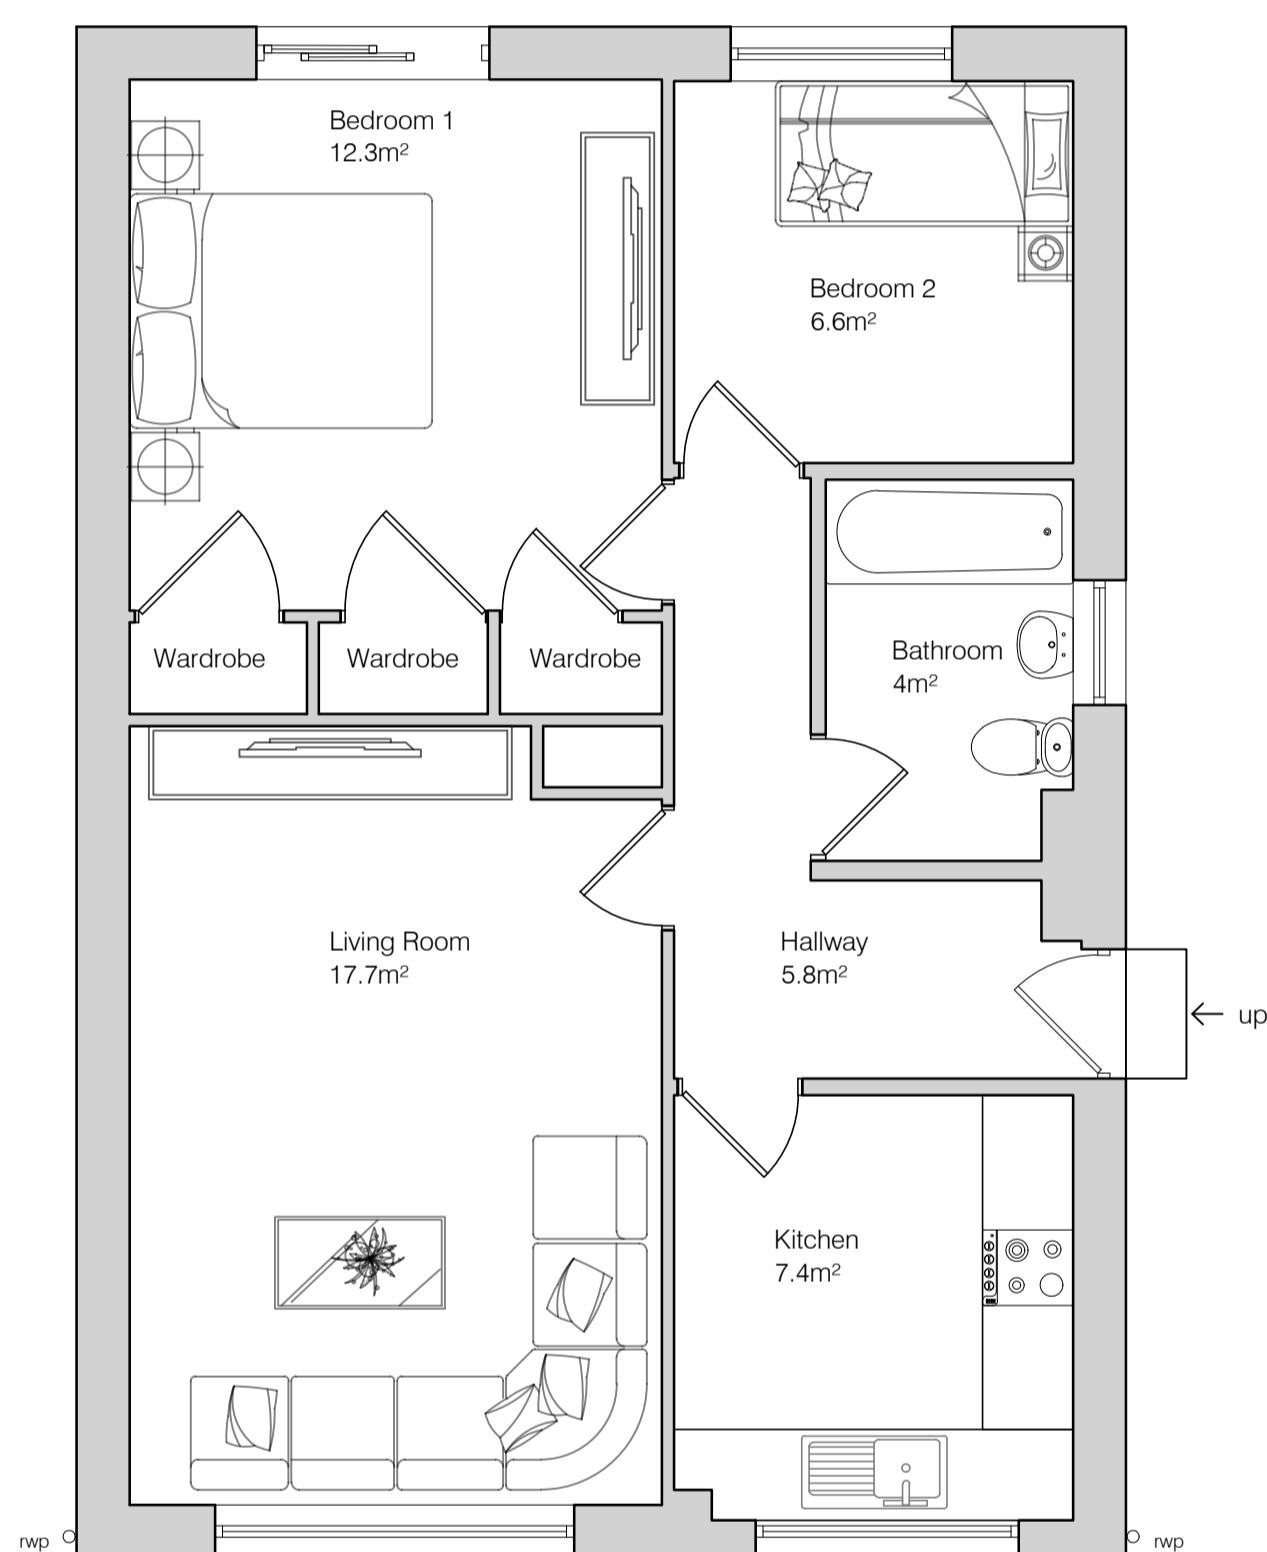 Bedroom 1
12.3m²
Bedroom 2
6.6m²
Wardrobe
Wardrobe
Wardrobe
Bathroom
4m²
Living Room
17.7m²
Hallway
5.8m²
up
Kitchen
7.4m²
rwp
rwp